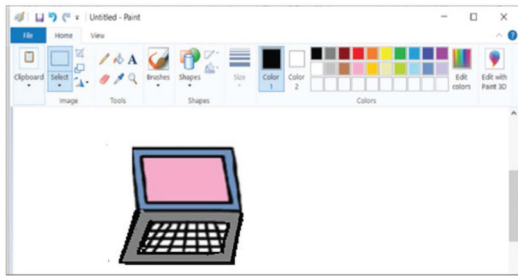 Untitled - Paint
File Home View
Clipboard Select Brushes Shapes Size Color 1 Color 2 Edit colors Edit with Paint 3D
Image Tools Shapes Colors